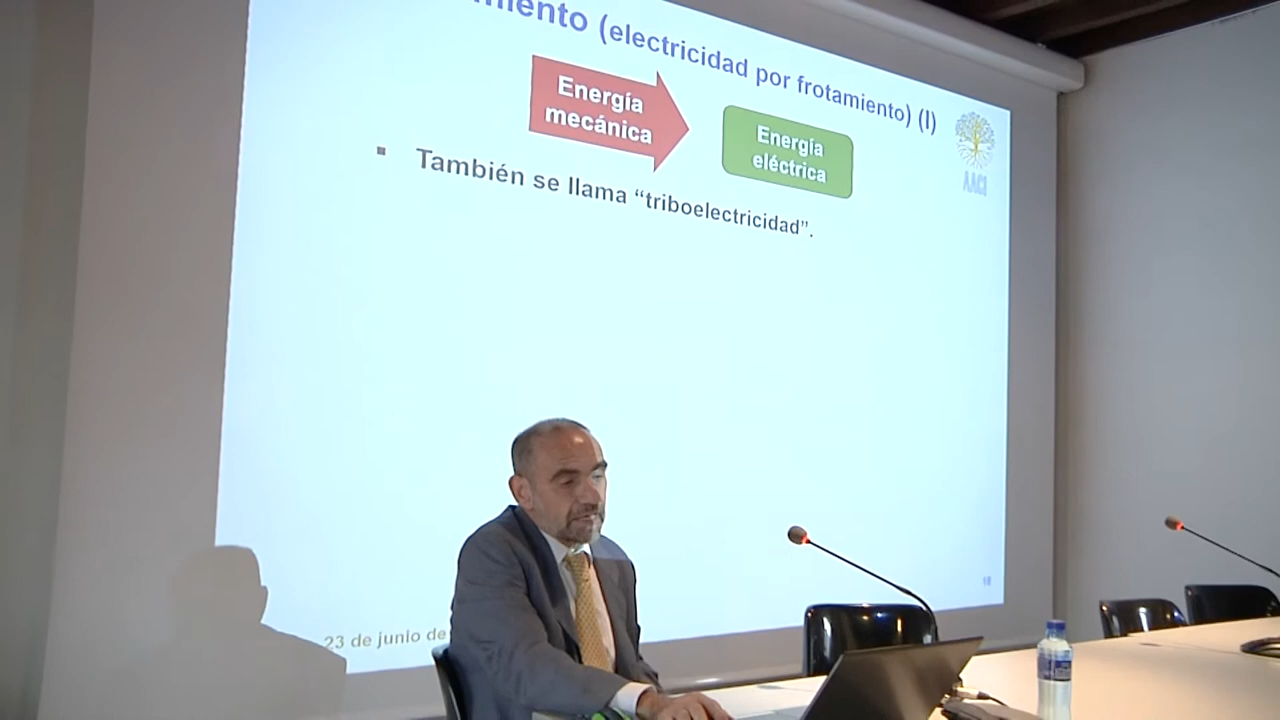 miento (electricidad por frotamiento) (I)
Energía
mecánica
Energía
eléctrica
AACI
▪ También se llama “triboelectricidad”.
23 de junio de